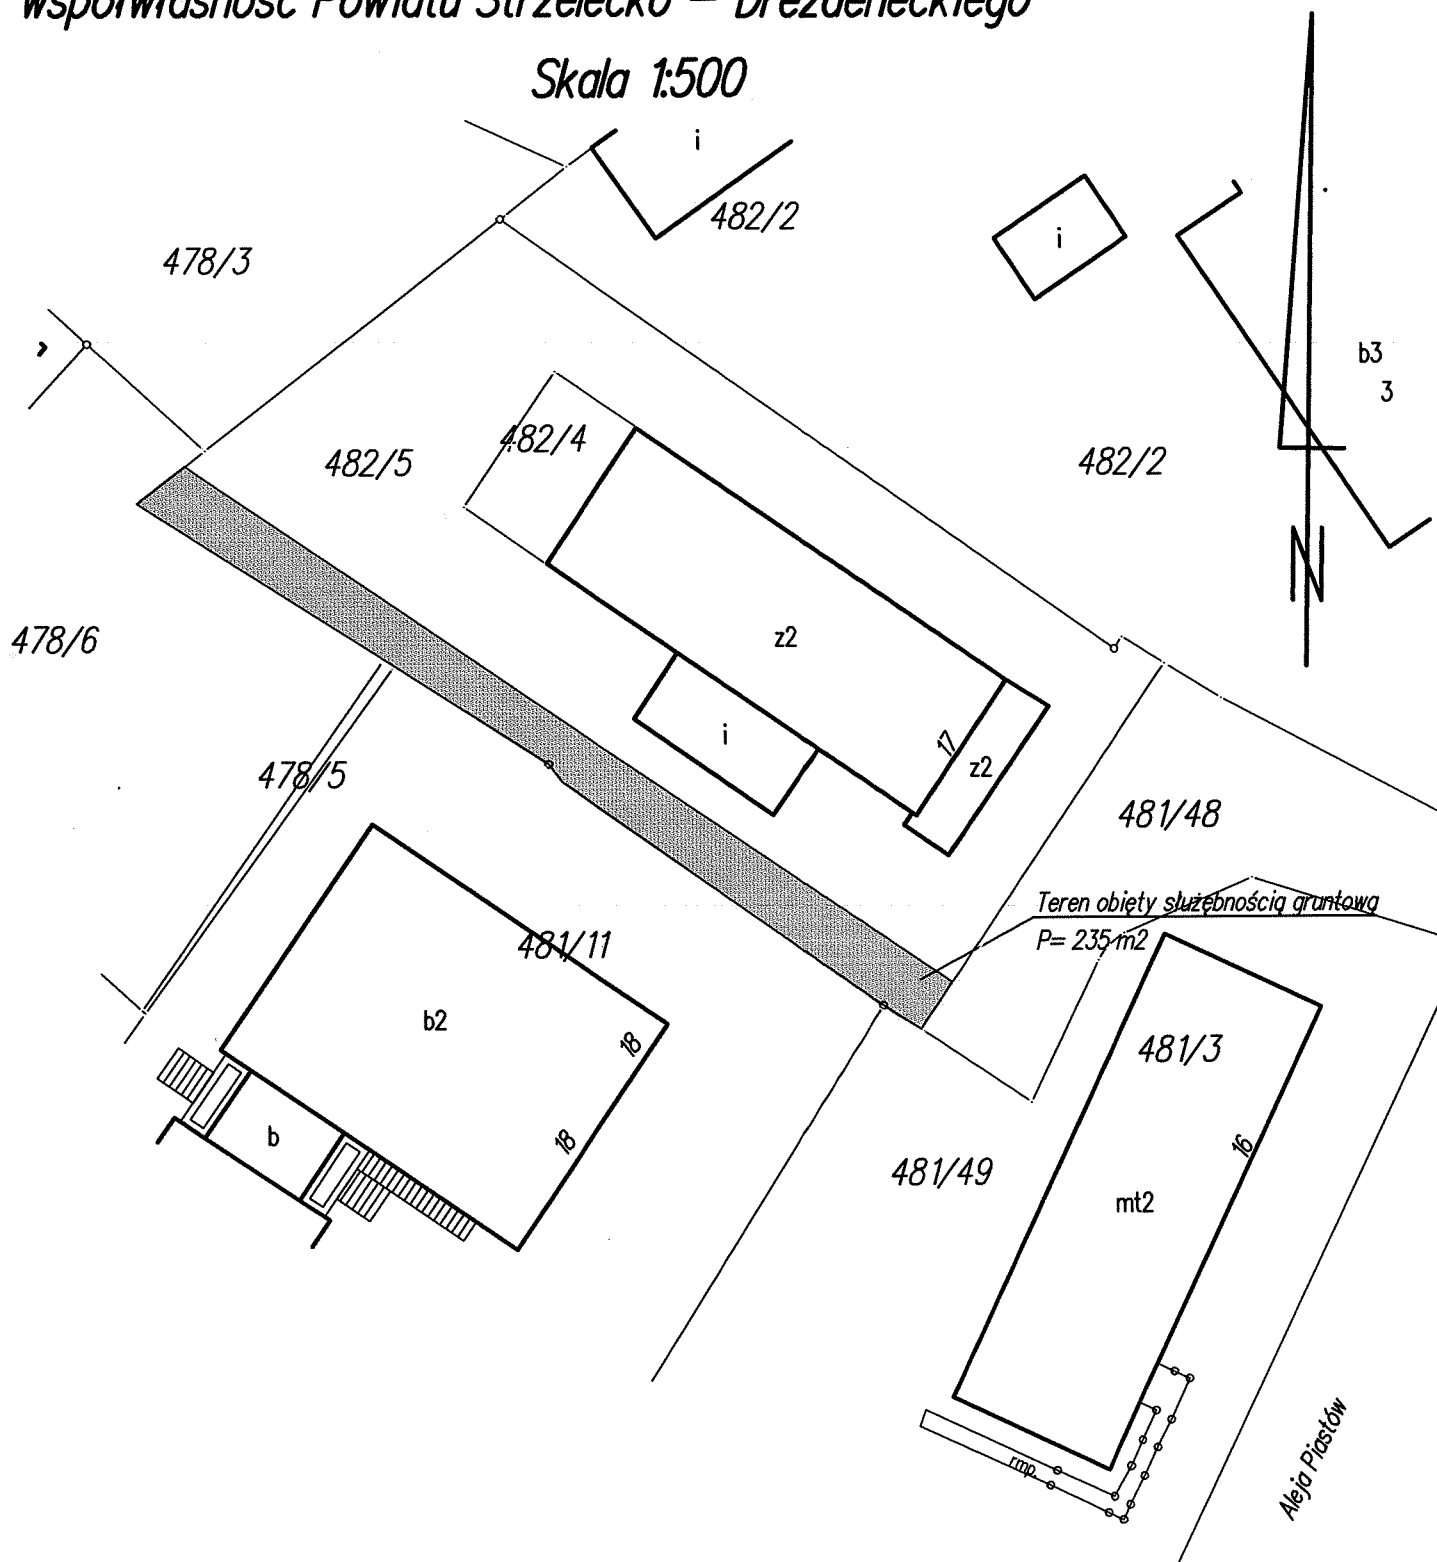 współwłasność Powiatu Strzelecko - Drezdeneckiego
Skala 1:500
i
482/2
478/3
i
b3
3
482/4
482/5
482/2
N
478/6
z2
i
17
z2
478/5
481/48
Teren objęty służebnością gruntową
P= 235 m2
481/11
b2
18
481/3
b
18
16
481/49
mt2
rmp.
Aleja Piastów